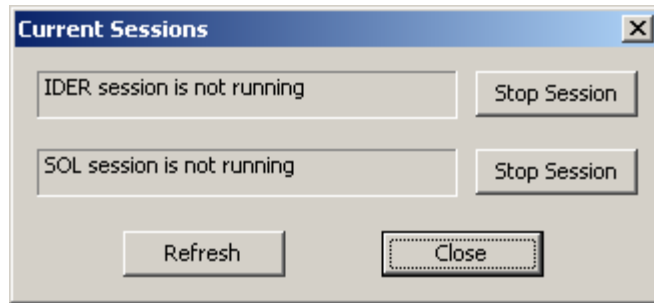 Current Sessions
IDER session is not running
Stop Session
SOL session is not running
Stop Session
Refresh
Close